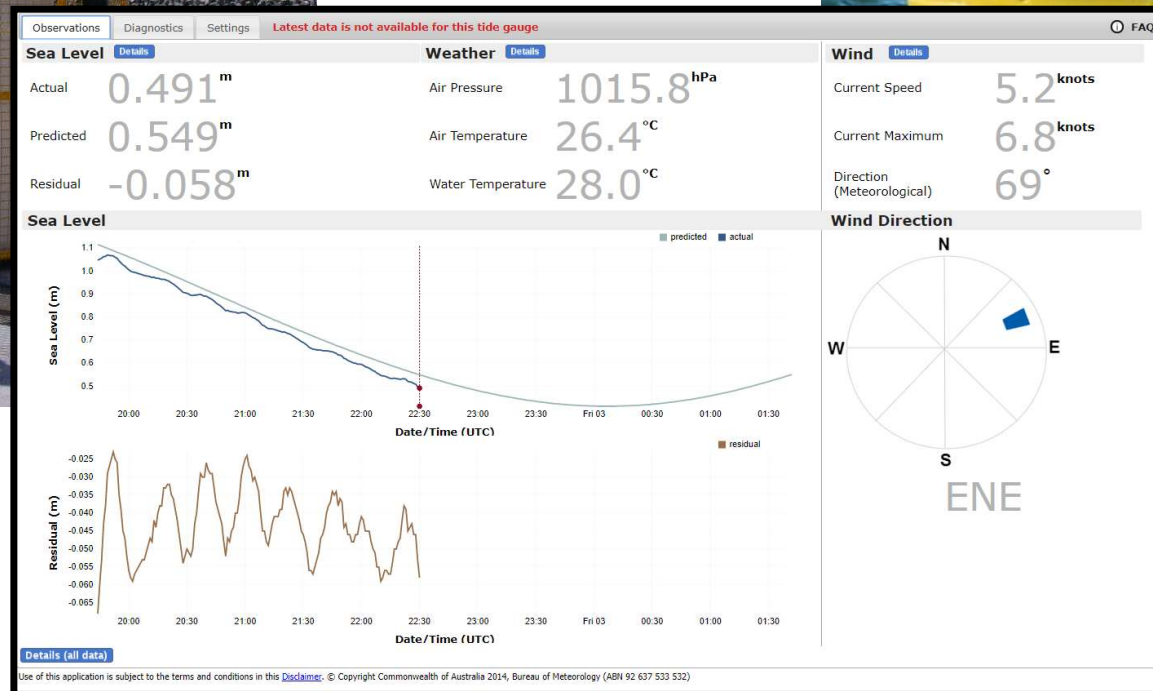 Observations Diagnostics Settings Latest data is not available for this tide gauge FAQ
Sea Level Details Weather Details Wind Details
Actual 0.491 m Air Pressure 1015.8 hPa Current Speed 5.2 knots
Predicted 0.549 m Air Temperature 26.4 °C Current Maximum 6.8 knots
Residual -0.058 m Water Temperature 28.0 °C Direction (Meteorological) 69°
Sea Level Wind Direction
predicted actual
1.1
1.0
0.9
0.8
0.7
0.6
0.5
Sea Level (m)
20:00 20:30 21:00 21:30 22:00 22:30 23:00 23:30 Fri 03 00:30 01:00 01:30
Date/Time (UTC)
N
W E
S
ENE
residual
-0.025
-0.030
-0.035
-0.040
-0.045
-0.050
-0.055
-0.060
-0.065
Residual (m)
20:00 20:30 21:00 21:30 22:00 22:30 23:00 23:30 Fri 03 00:30 01:00 01:30
Date/Time (UTC)
Details (all data)
Use of this application is subject to the terms and conditions in this Disclaimer. © Copyright Commonwealth of Australia 2014, Bureau of Meteorology (ABN 92 637 533 532)